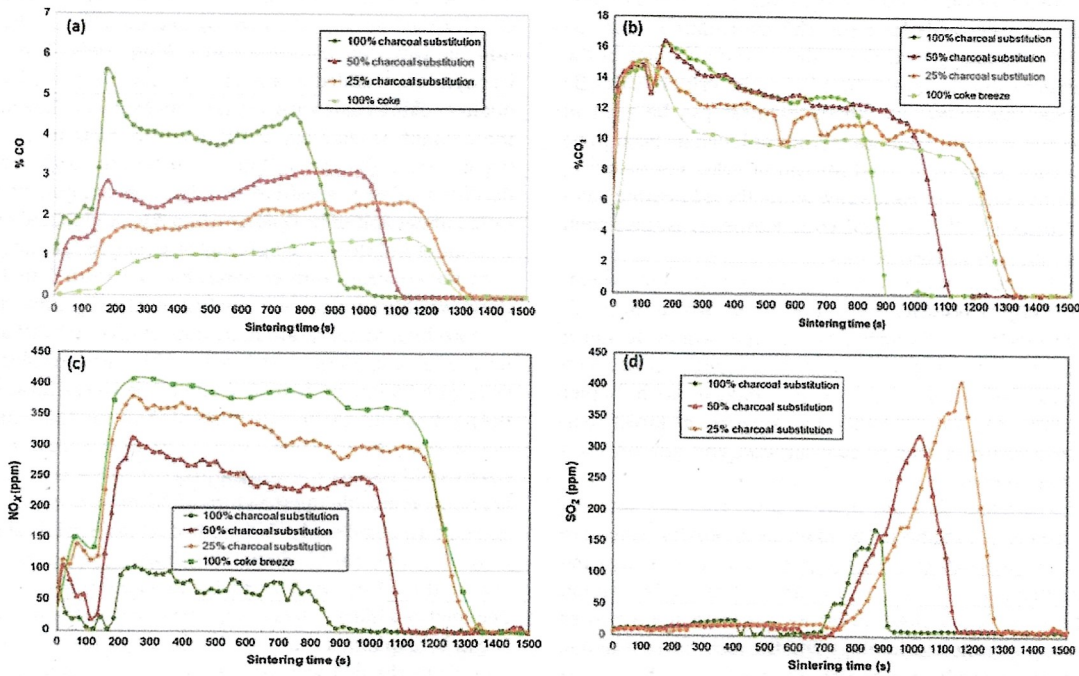 (a)
% CO
7
6
5
4
3
2
1
0
100% charcoal substitution
50% charcoal substitution
25% charcoal substitution
100% coke
0 100 200 300 400 500 600 700 800 900 1000 1100 1200 1300 1400 1500
Sintering time (s)
(b)
%CO₂
18
16
14
12
10
8
6
4
2
0
100% charcoal substitution
50% charcoal substitution
25% charcoal substitution
100% coke breeze
0 100 200 300 400 500 600 700 800 900 1000 1100 1200 1300 1400 1500
Sintering time (s)
(c)
NOX (ppm)
450
400
350
300
250
200
150
100
50
0
100% charcoal substitution
50% charcoal substitution
25% charcoal substitution
100% coke breeze
0 100 200 300 400 500 600 700 800 900 1000 1100 1200 1300 1400 1500
Sintering time (s)
(d)
SO₂ (ppm)
450
400
350
300
250
200
150
100
50
0
100% charcoal substitution
50% charcoal substitution
25% charcoal substitution
0 100 200 300 400 500 600 700 800 900 1000 1100 1200 1300 1400 1500
Sintering time (s)